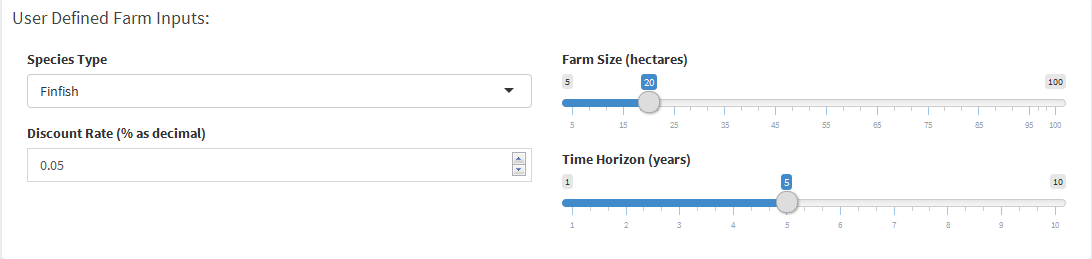 User Defined Farm Inputs:
Species Type
Finfish
Discount Rate (% as decimal)
0.05
Farm Size (hectares)
5 20 100
5 15 25 35 45 55 65 75 85 95 100
Time Horizon (years)
1 5 10
1 2 3 4 5 6 7 8 9 10